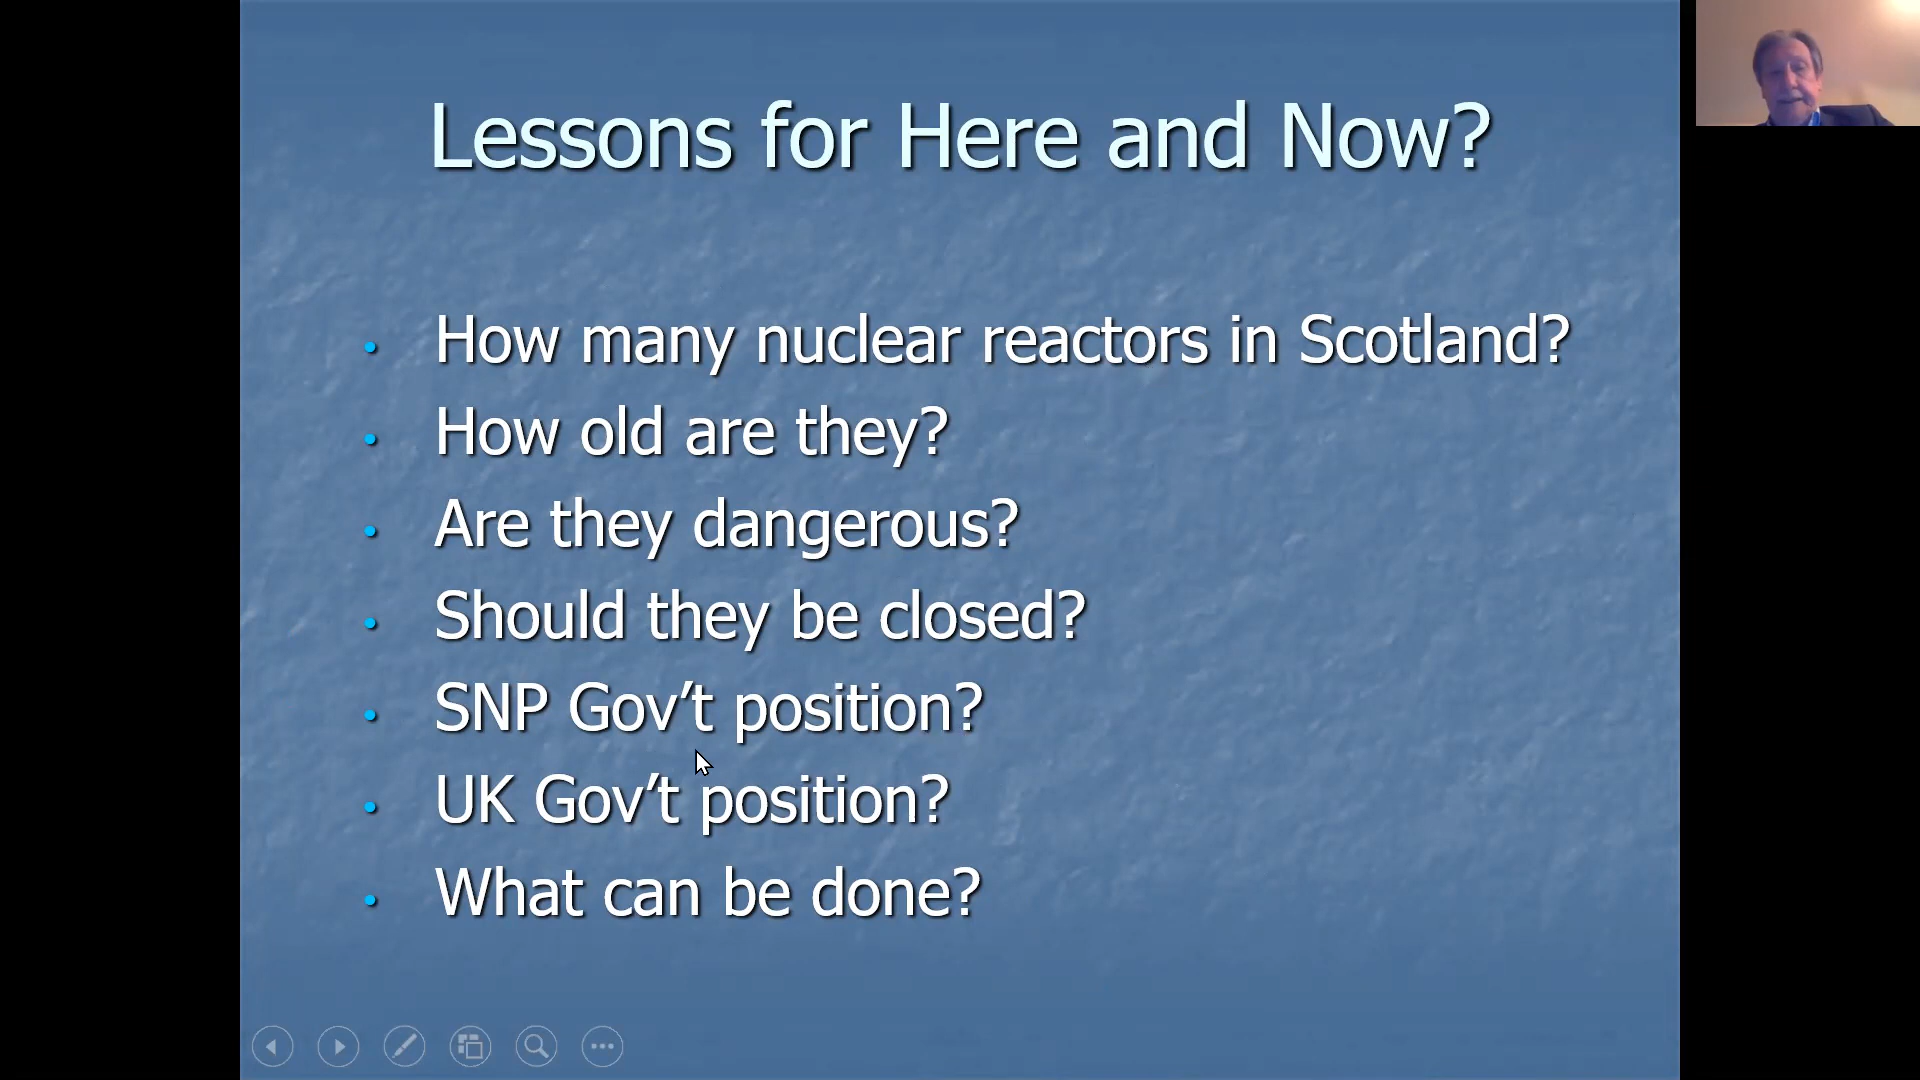 Lessons for Here and Now?
• How many nuclear reactors in Scotland?
• How old are they?
• Are they dangerous?
• Should they be closed?
• SNP Gov’t position?
• UK Gov’t position?
• What can be done?